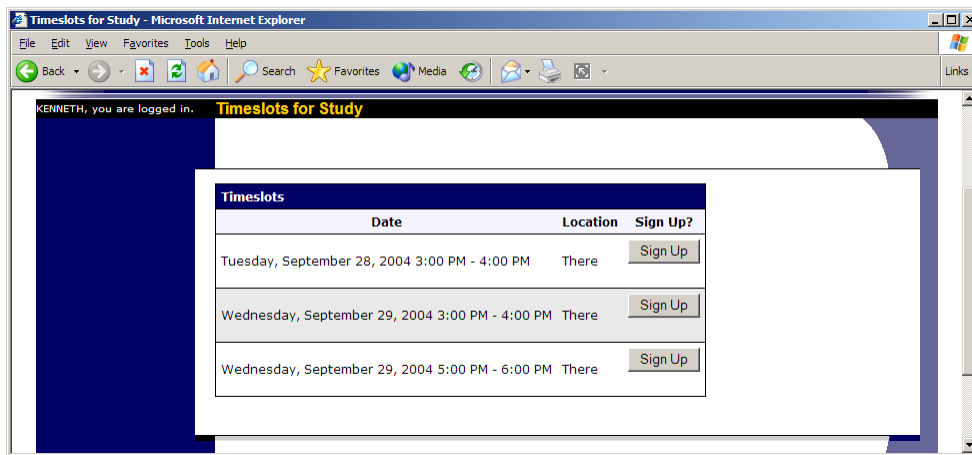 Timeslots for Study - Microsoft Internet Explorer
File Edit View Favorites Tools Help
Back Search Favorites Media Links
KENNETH, you are logged in. Timeslots for Study
Timeslots
Date Location Sign Up?
Tuesday, September 28, 2004 3:00 PM - 4:00 PM There Sign Up
Wednesday, September 29, 2004 3:00 PM - 4:00 PM There Sign Up
Wednesday, September 29, 2004 5:00 PM - 6:00 PM There Sign Up